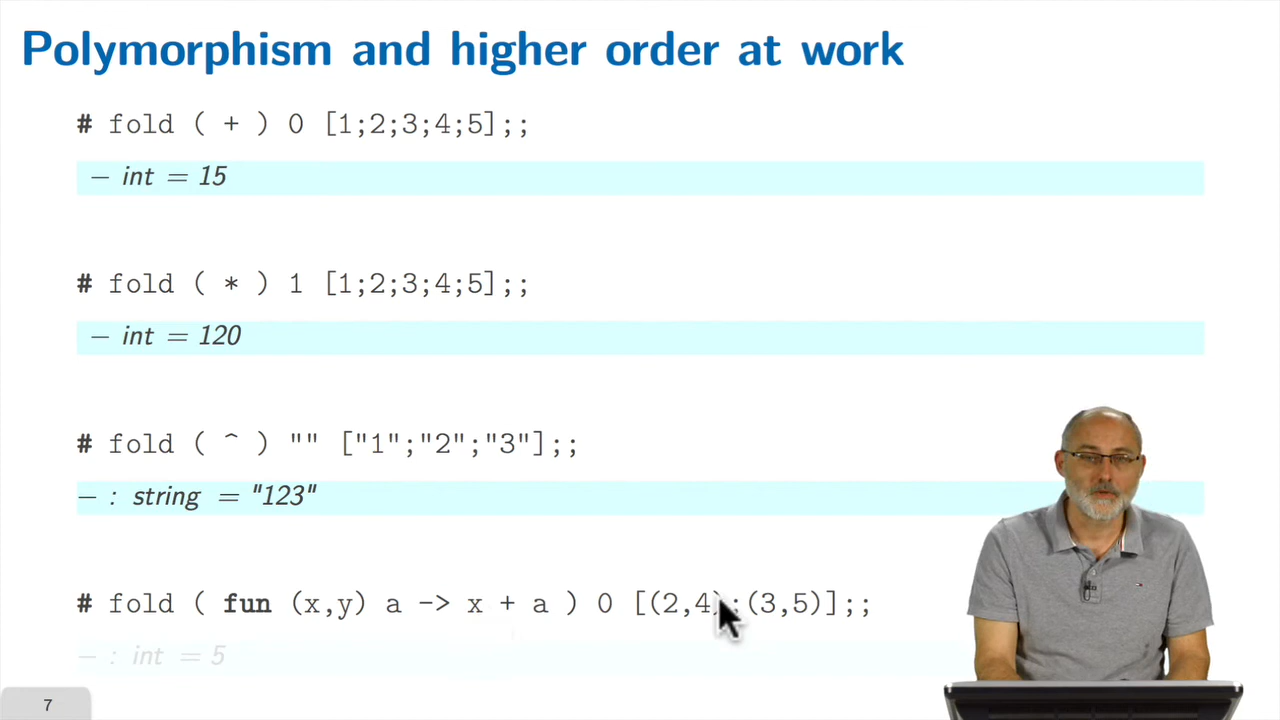 Polymorphism and higher order at work
# fold ( + ) 0 [1;2;3;4;5];;
– int = 15
# fold ( * ) 1 [1;2;3;4;5];;
– int = 120
# fold ( ^ ) "" ["1";"2";"3"];;
– : string = "123"
# fold ( fun (x,y) a -> x + a ) 0 [(2,4);(3,5)];;
– : int = 5
7